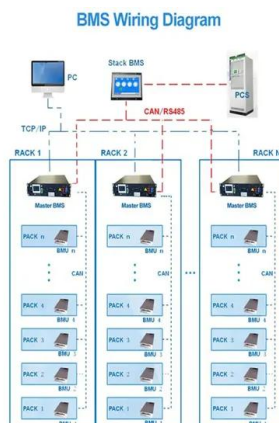 BMS Wiring Diagram
Stack BMS
PC
PCS
CAN/RS485
TCP/IP
RACK 1
RACK 2
RACK N
Master BMS
Master BMS
Master BMS
PACK n
PACK n
PACK n
BMU n
BMU n
BMU n
CAN
CAN
CAN
PACK 4
PACK 4
PACK 4
BMU 4
BMU 4
BMU 4
PACK 3
PACK 3
PACK 3
BMU 3
BMU 3
BMU 3
PACK 2
PACK 2
PACK 2
BMU 2
BMU 2
BMU 2
PACK 1
PACK 1
PACK 1